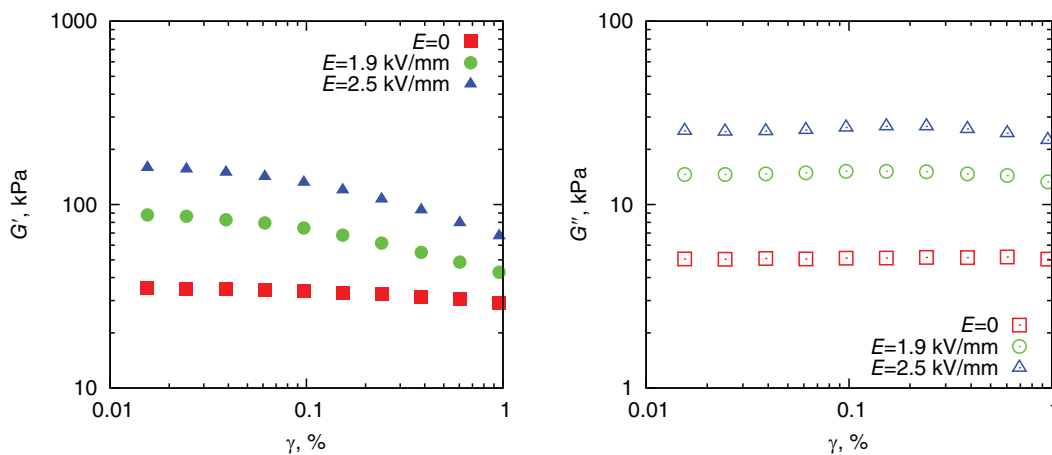 1000
100
10
0.01
0.1
1
G′, kPa
γ, %
E=0
E=1.9 kV/mm
E=2.5 kV/mm
100
10
1
0.01
0.1
1
G″, kPa
γ, %
E=0
E=1.9 kV/mm
E=2.5 kV/mm